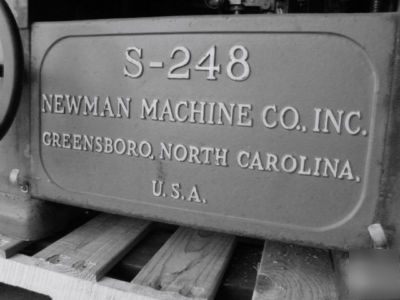 S-248
NEWMAN MACHINE CO., INC.
GREENSBORO, NORTH CAROLINA,
U.S.A.